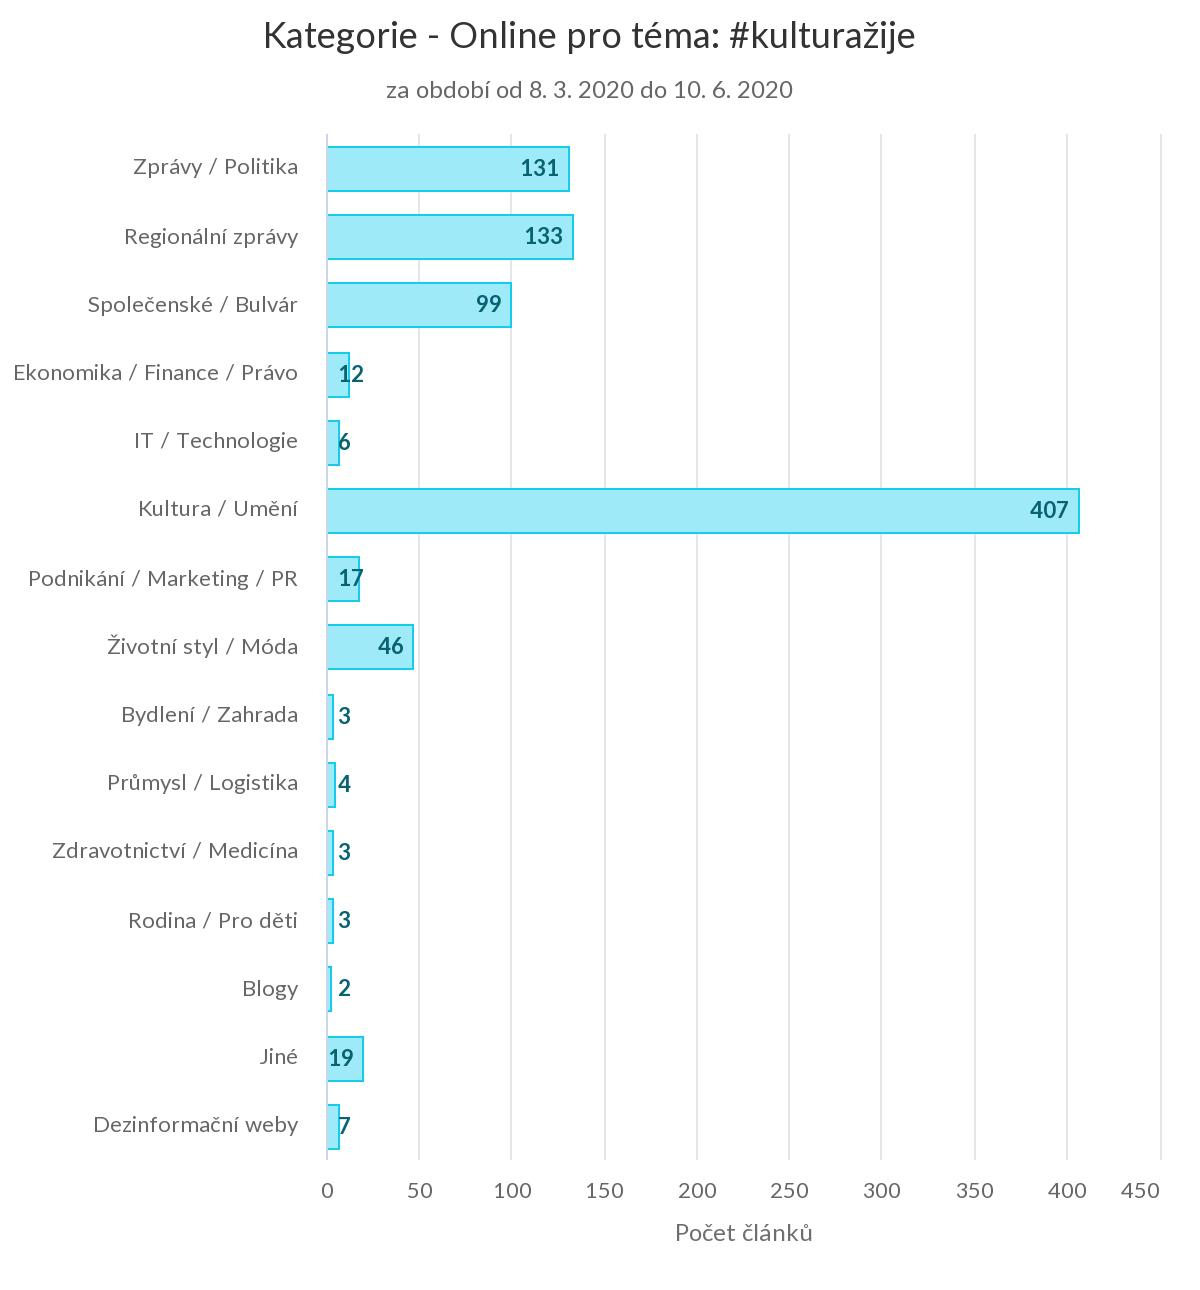 Kategorie - Online pro téma: #kulturažije
za období od 8. 3. 2020 do 10. 6. 2020
Zprávy / Politika 131
Regionální zprávy 133
Společenské / Bulvár 99
Ekonomika / Finance / Právo 12
IT / Technologie 6
Kultura / Umění 407
Podnikání / Marketing / PR 17
Životní styl / Móda 46
Bydlení / Zahrada 3
Průmysl / Logistika 4
Zdravotnictví / Medicína 3
Rodina / Pro děti 3
Blogy 2
Jiné 19
Dezinformační weby 7
0 50 100 150 200 250 300 350 400 450
Počet článků